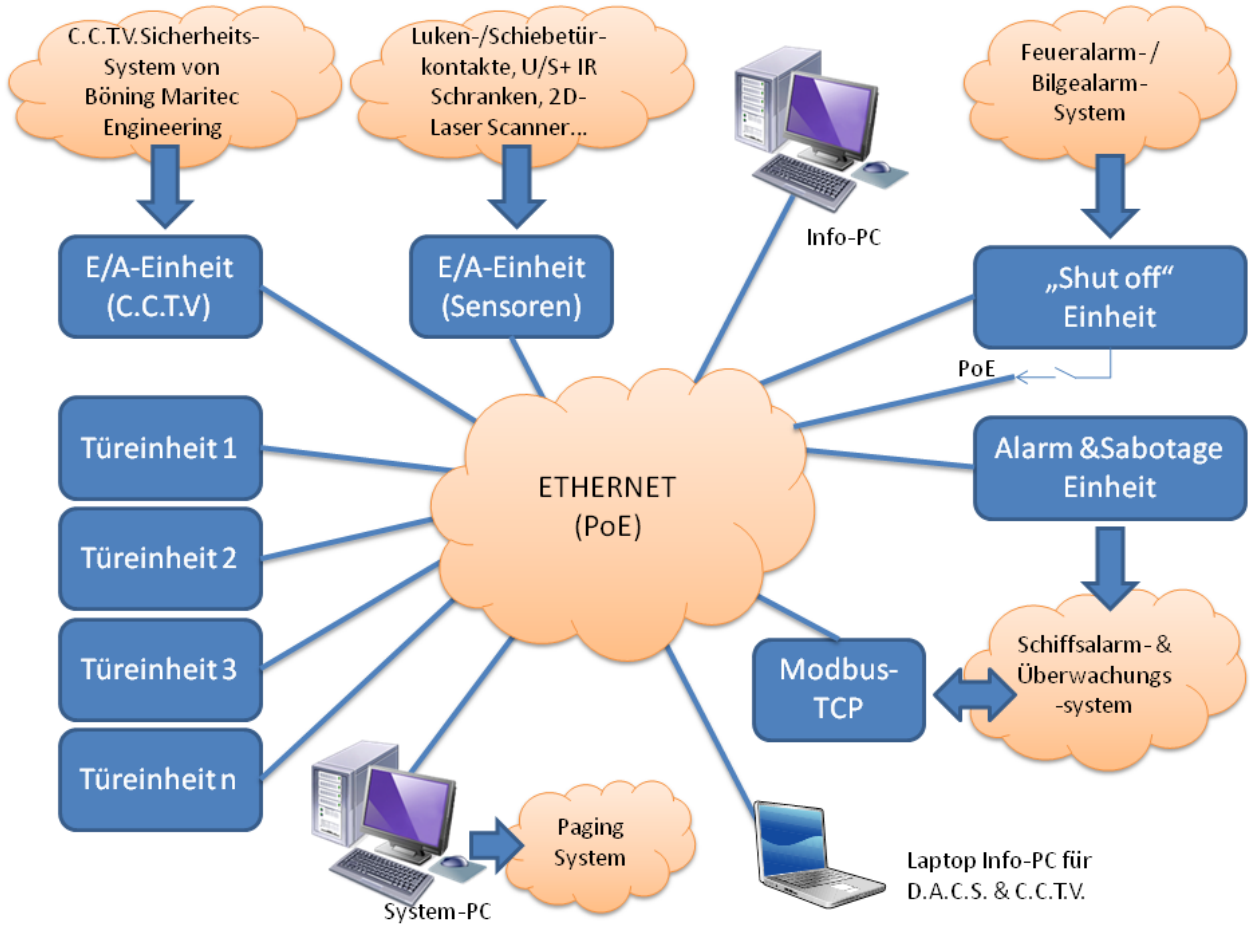 C.C.T.V.Sicherheits-
System von
Böning Maritec
Engineering
Luken-/Schiebetür-
kontakte, U/S+ IR
Schranken, 2D-
Laser Scanner...
Feueralarm-/
Bilgealarm-
System
Info-PC
E/A-Einheit
(C.C.T.V)
E/A-Einheit
(Sensoren)
„Shut off“
Einheit
PoE
Türeinheit 1
Türeinheit 2
Türeinheit 3
Türeinheit n
ETHERNET
(PoE)
Alarm &Sabotage
Einheit
Modbus-
TCP
Schiffsalarm- &
Überwachungs
-system
Paging
System
System-PC
Laptop Info-PC für
D.A.C.S. & C.C.T.V.